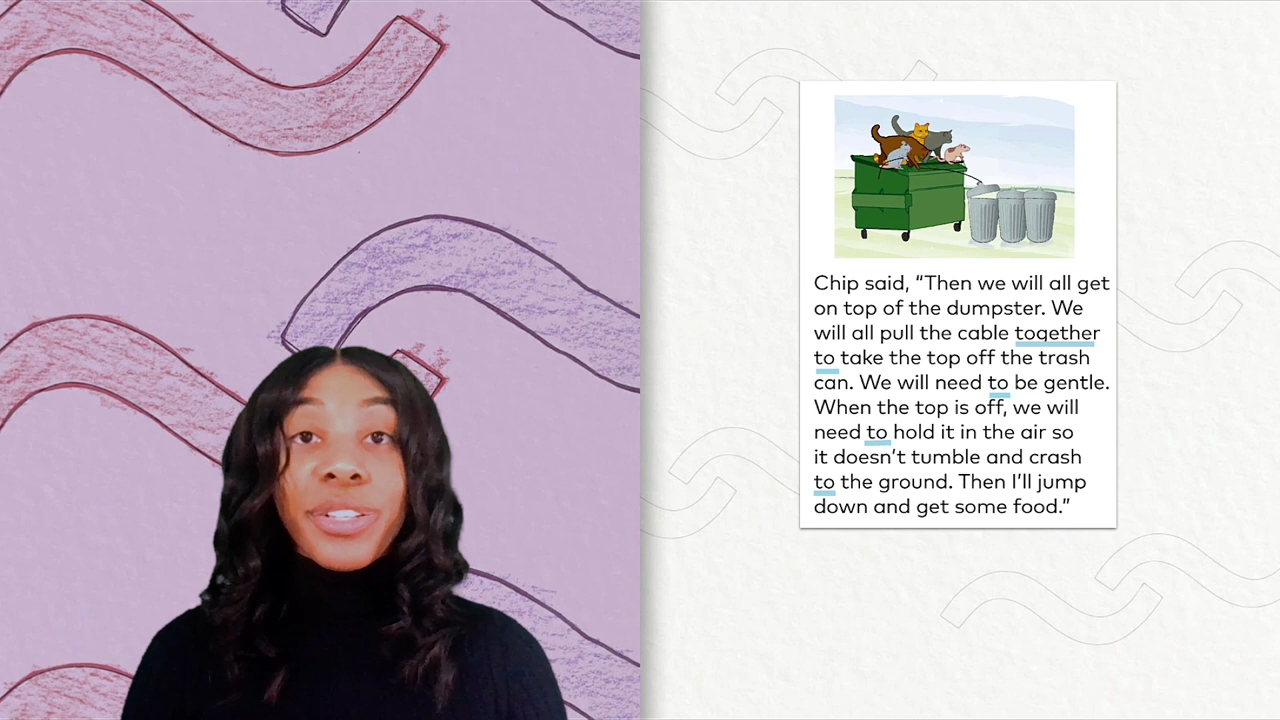 Chip said, “Then we will all get
on top of the dumpster. We
will all pull the cable together
to take the top off the trash
can. We will need to be gentle.
When the top is off, we will
need to hold it in the air so
it doesn’t tumble and crash
to the ground. Then I’ll jump
down and get some food.”